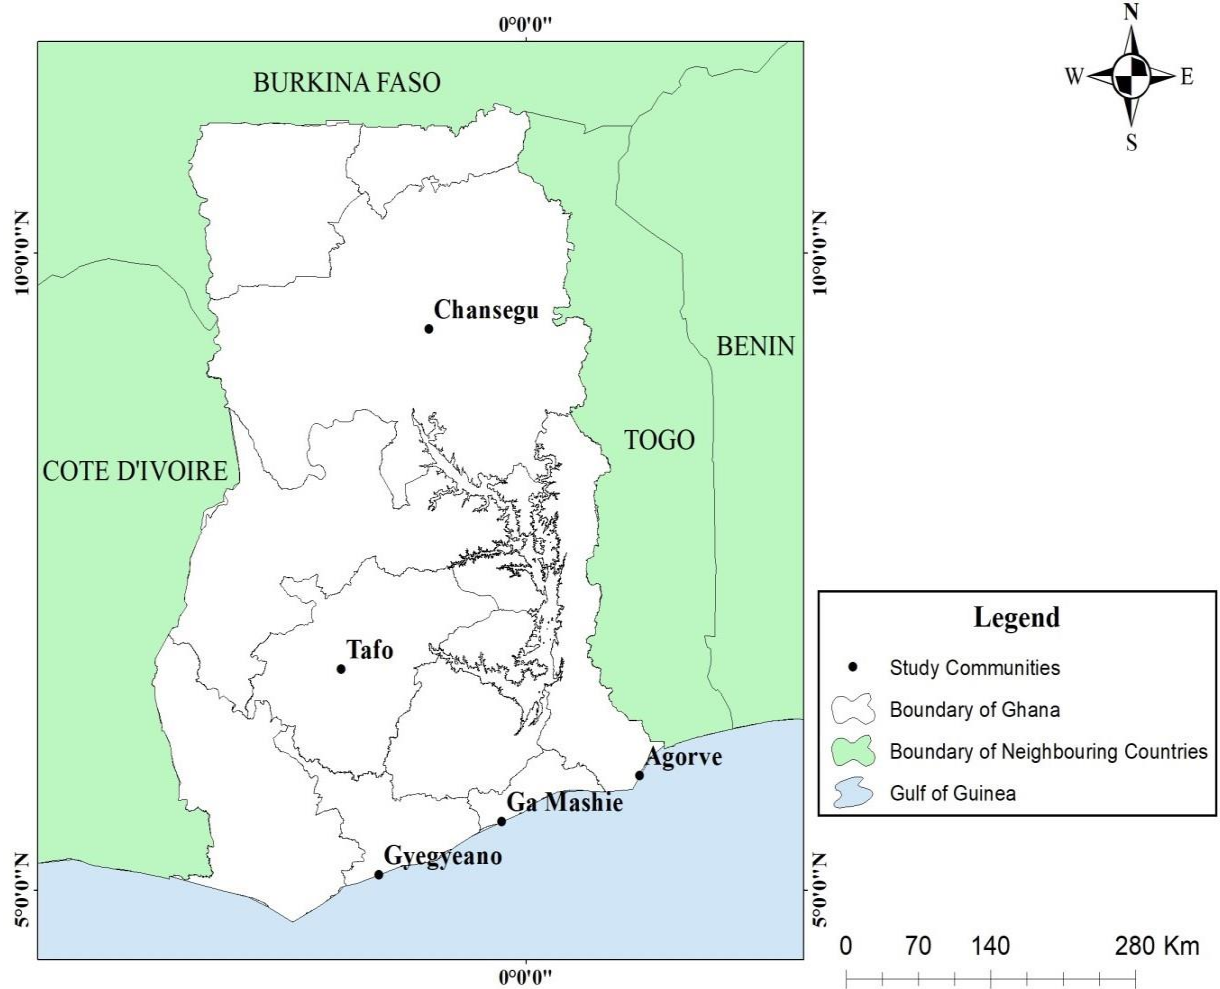 0°0'0"
N
W E
S
BURKINA FASO
10°0'0"N
10°0'0"N
Chansegu
BENIN
TOGO
COTE D'IVOIRE
Tafo
Agorve
Ga Mashie
Gyegyeano
5°0'0"N
5°0'0"N
0°0'0"
Legend
Study Communities
Boundary of Ghana
Boundary of Neighbouring Countries
Gulf of Guinea
0 70 140 280 Km